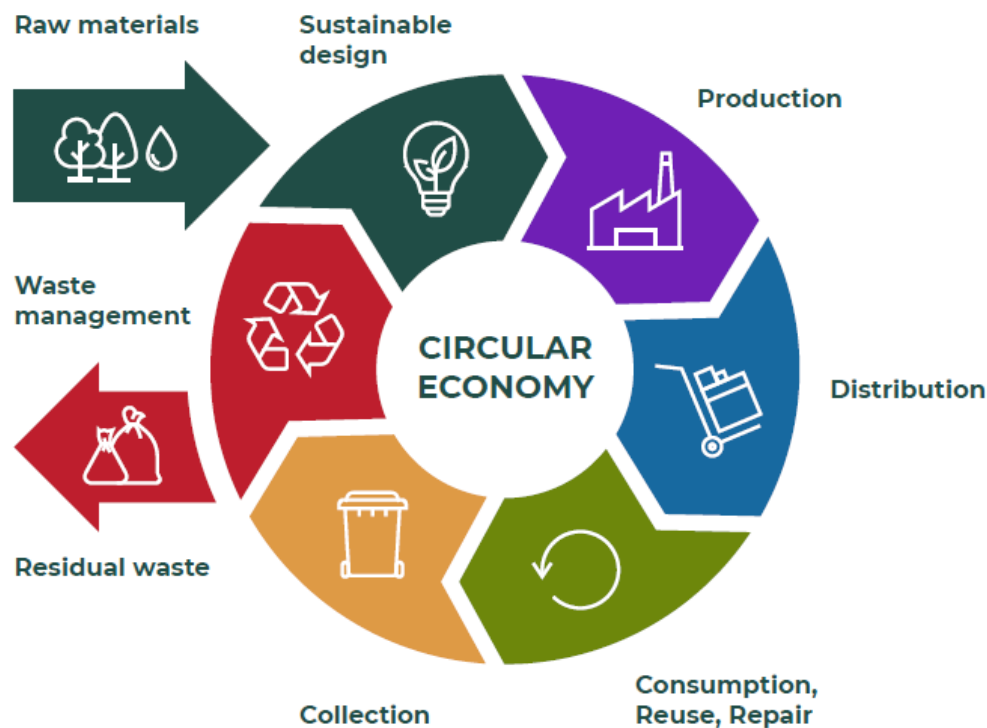 Raw materials
Sustainable
design
Production
Waste
management
CIRCULAR
ECONOMY
Distribution
Residual waste
Consumption,
Reuse, Repair
Collection